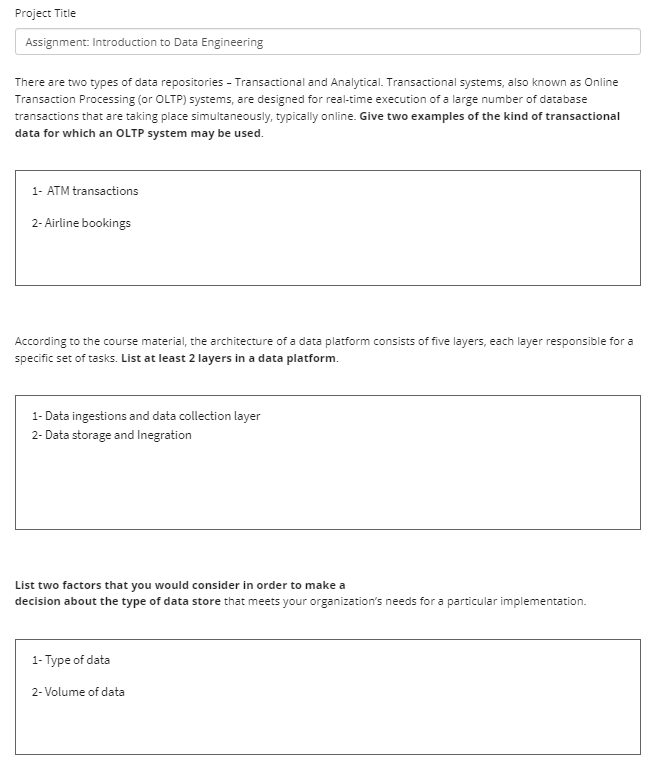 Project Title
Assignment: Introduction to Data Engineering
There are two types of data repositories – Transactional and Analytical. Transactional systems, also known as Online
Transaction Processing (or OLTP) systems, are designed for real-time execution of a large number of database
transactions that are taking place simultaneously, typically online. Give two examples of the kind of transactional
data for which an OLTP system may be used.
1- ATM transactions
2- Airline bookings
According to the course material, the architecture of a data platform consists of five layers, each layer responsible for a
specific set of tasks. List at least 2 layers in a data platform.
1- Data ingestions and data collection layer
2- Data storage and Inegration
List two factors that you would consider in order to make a
decision about the type of data store that meets your organization's needs for a particular implementation.
1- Type of data
2- Volume of data